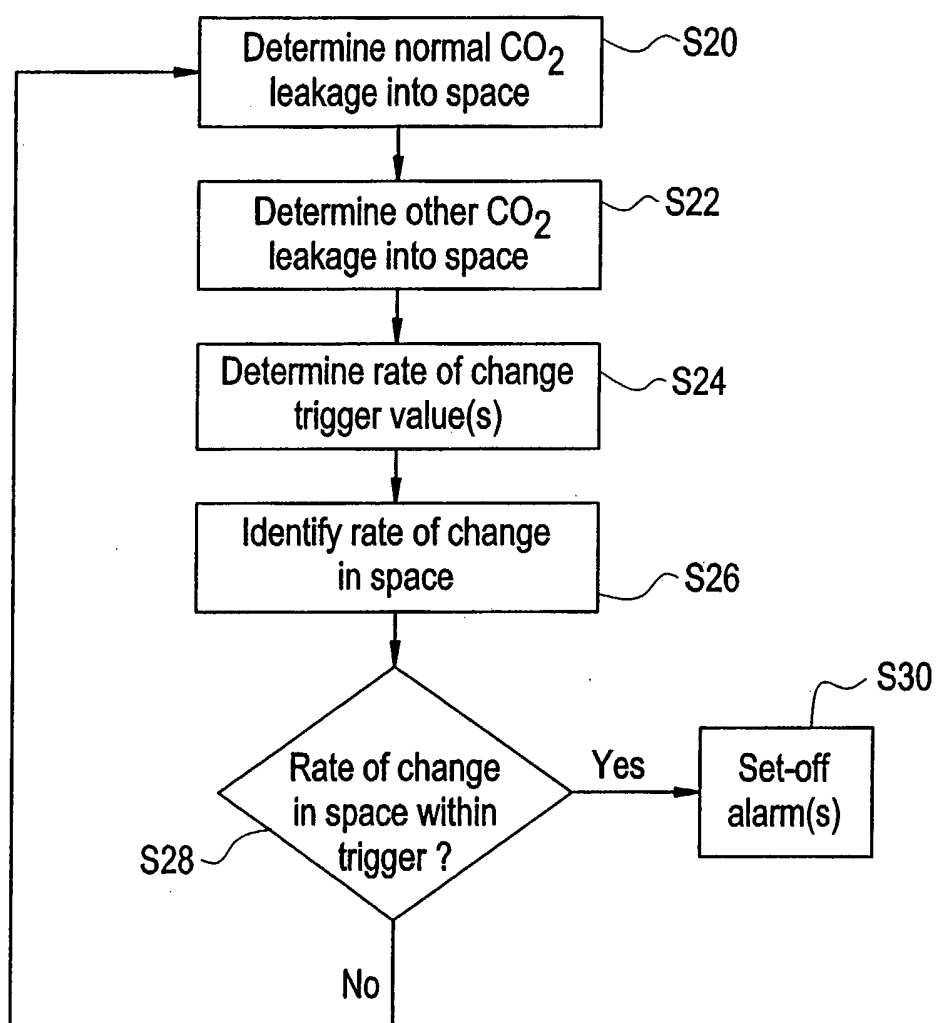 Determine normal CO2
leakage into space
S20
Determine other CO2
leakage into space
S22
Determine rate of change
trigger value(s)
S24
Identify rate of change
in space
S26
Rate of change
in space within
trigger ?
S28
Yes
S30
Set-off
alarm(s)
No